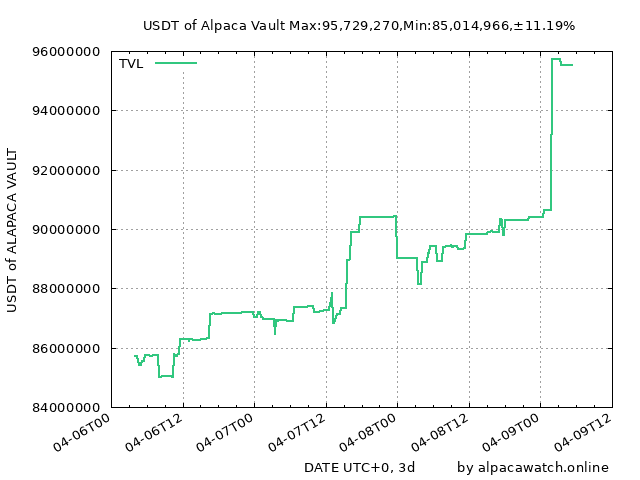 USDT of Alpaca Vault Max:95,729,270,Min:85,014,966,±11.19%
96000000
TVL
94000000
92000000
90000000
88000000
86000000
84000000
USDT of ALAPACA VAULT
04-06T00
04-06T12
04-07T00
04-07T12
04-08T00
04-08T12
04-09T00
04-09T12
DATE UTC+0, 3d
by alpacawatch.online